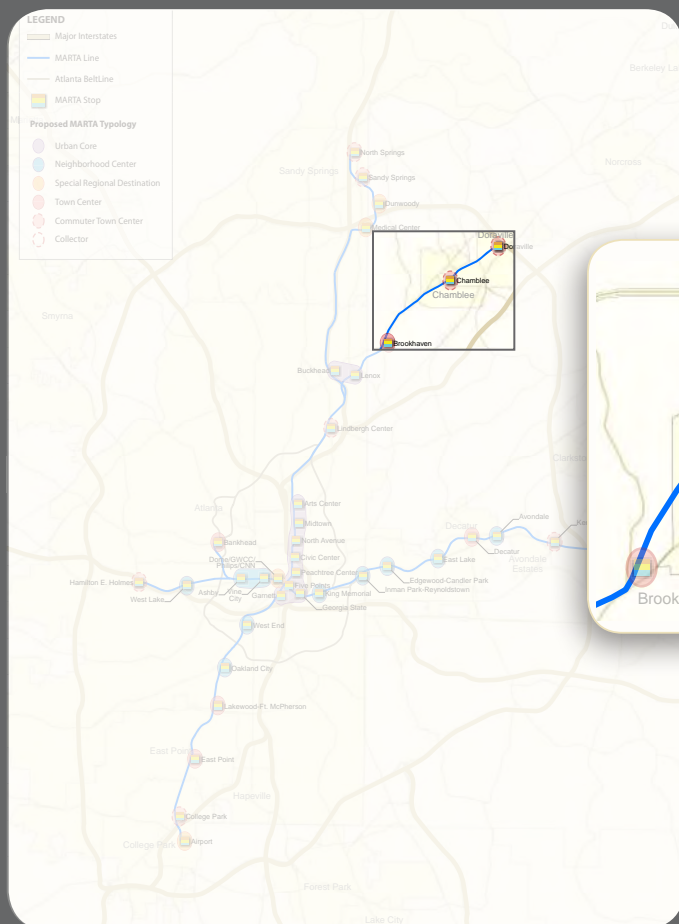 LEGEND
Major Interstates
MARTA Line
Atlanta BeltLine
MARTA Stop
Proposed MARTA Typology
Urban Core
Neighborhood Center
Special Regional Destination
Town Center
Commuter Town Center
Collector
Berkeley La
Norcross
North Springs
Sandy Springs
Sandy Springs
Dunwoody
Medical Center
Doraville
Doraville
Chamblee
Chamblee
Smyrna
Brookhaven
Buckhead
Lenox
Lindbergh Center
Atlanta
Arts Center
Midtown
Avondale
Decatur
Bankhead
North Avenue
Decatur
Civic Center
East Lake
Avondale
Estates
Peachtree Center
Hamilton E. Holmes
Edgewood-Candler Park
Five Points
Inman Park-Reynoldstown
West Lake
Ashby
Vine
City
Garnett
King Memorial
Georgia State
Brook
West End
Oakland City
Lakewood-Ft. McPherson
East Point
East Point
Hapeville
College Park
College Park
Airport
Forest Park
Lake City